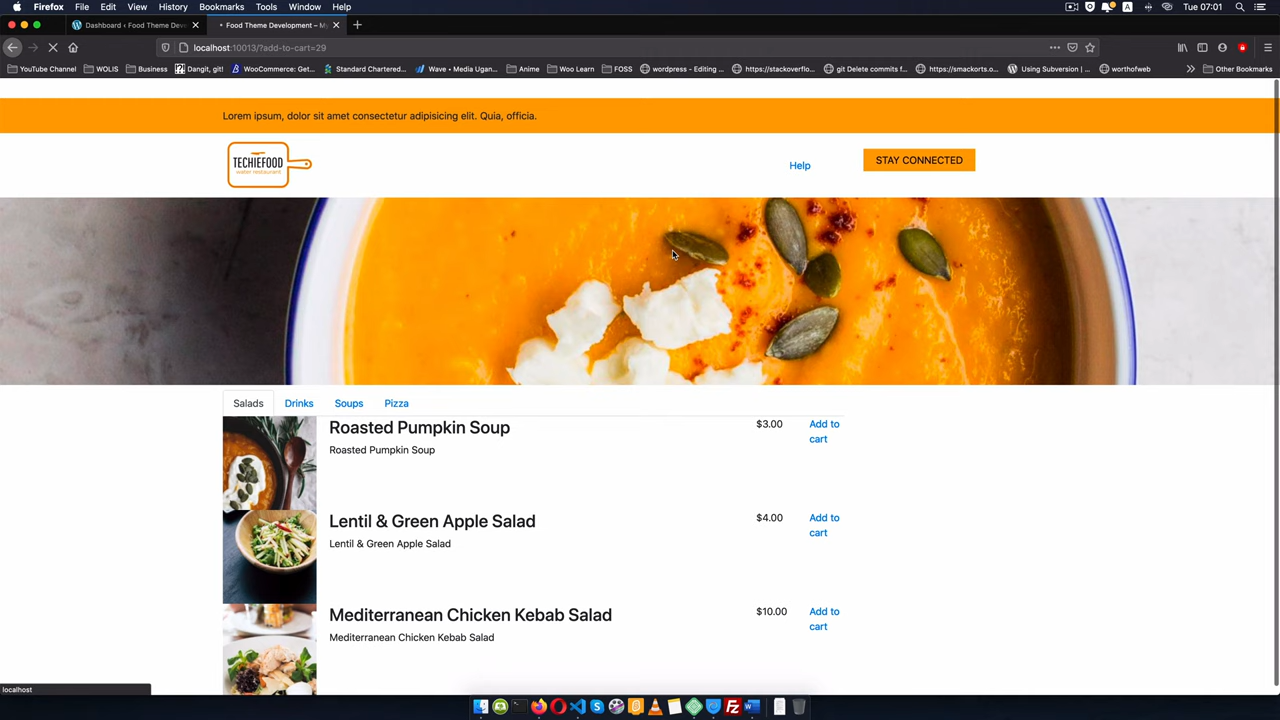 Firefox File Edit View History Bookmarks Tools Window Help A Tue 07:01
Dashboard ‹ Food Theme Deve Food Theme Development – My
localhost:10013/?add-to-cart=29
YouTube Channel WOLIS Business Dangit, git! WooCommerce: Get... Standard Chartered... Wave • Media Ugan... Anime Woo Learn FOSS wordpress - Editing ... https://stackoverflo... git Delete commits f... https://smackorts.o... Using Subversion |... worthofweb Other Bookmarks
Lorem ipsum, dolor sit amet consectetur adipisicing elit. Quia, officia.
TECHIEFOOD
waller restaurant
Help
STAY CONNECTED
Salads Drinks Soups Pizza
Roasted Pumpkin Soup $3.00 Add to
cart
Roasted Pumpkin Soup
Lentil & Green Apple Salad $4.00 Add to
cart
Lentil & Green Apple Salad
Mediterranean Chicken Kebab Salad $10.00 Add to
cart
Mediterranean Chicken Kebab Salad
localhost